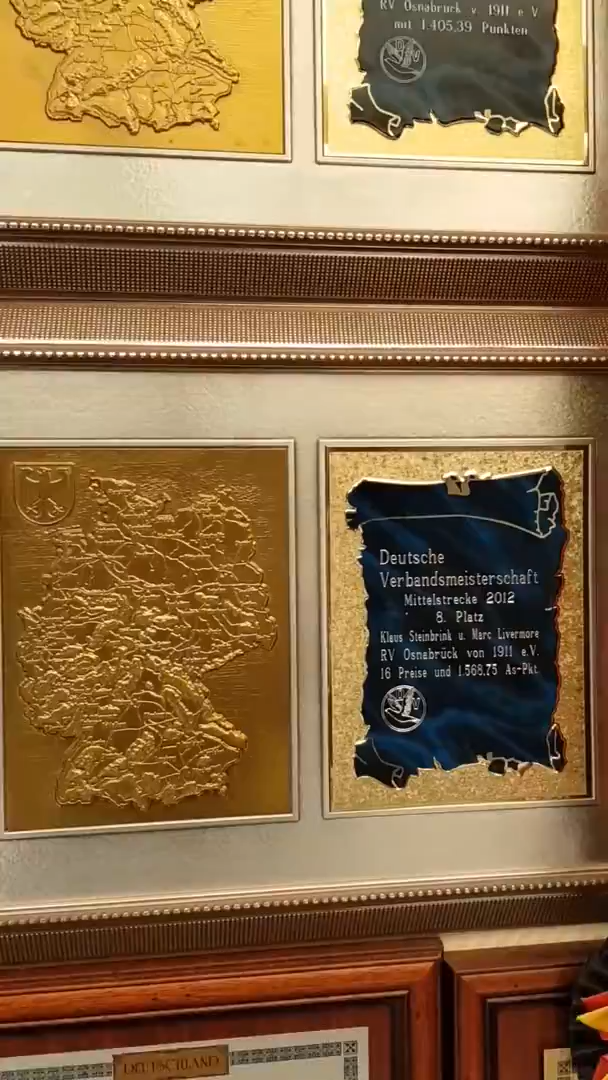 RV Osnabrück v. 1911 e V
mit 1.405,39 Punkten
Deutsche
Verbandsmeisterschaft
Mittelstrecke 2012
8. Platz
Klaus Steinbrink u. Marc Livermore
RV Osnabrück von 1911 e.V.
16 Preise und 1.568.75 As-Pkt.
DEUTSCHLAND